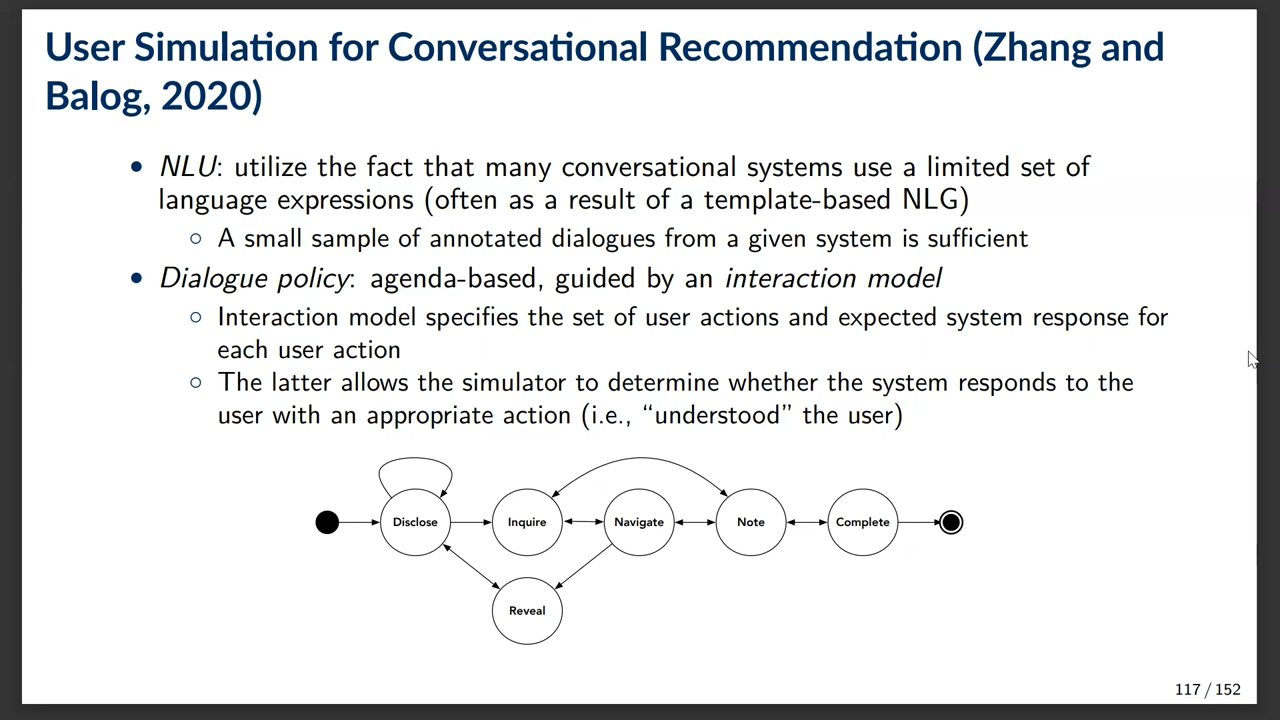 User Simulation for Conversational Recommendation (Zhang and
Balog, 2020)
• NLU: utilize the fact that many conversational systems use a limited set of
language expressions (often as a result of a template-based NLG)
○ A small sample of annotated dialogues from a given system is sufficient
• Dialogue policy: agenda-based, guided by an interaction model
○ Interaction model specifies the set of user actions and expected system response for
each user action
○ The latter allows the simulator to determine whether the system responds to the
user with an appropriate action (i.e., “understood” the user)
Disclose Inquire Navigate Note Complete
Reveal
117 / 152